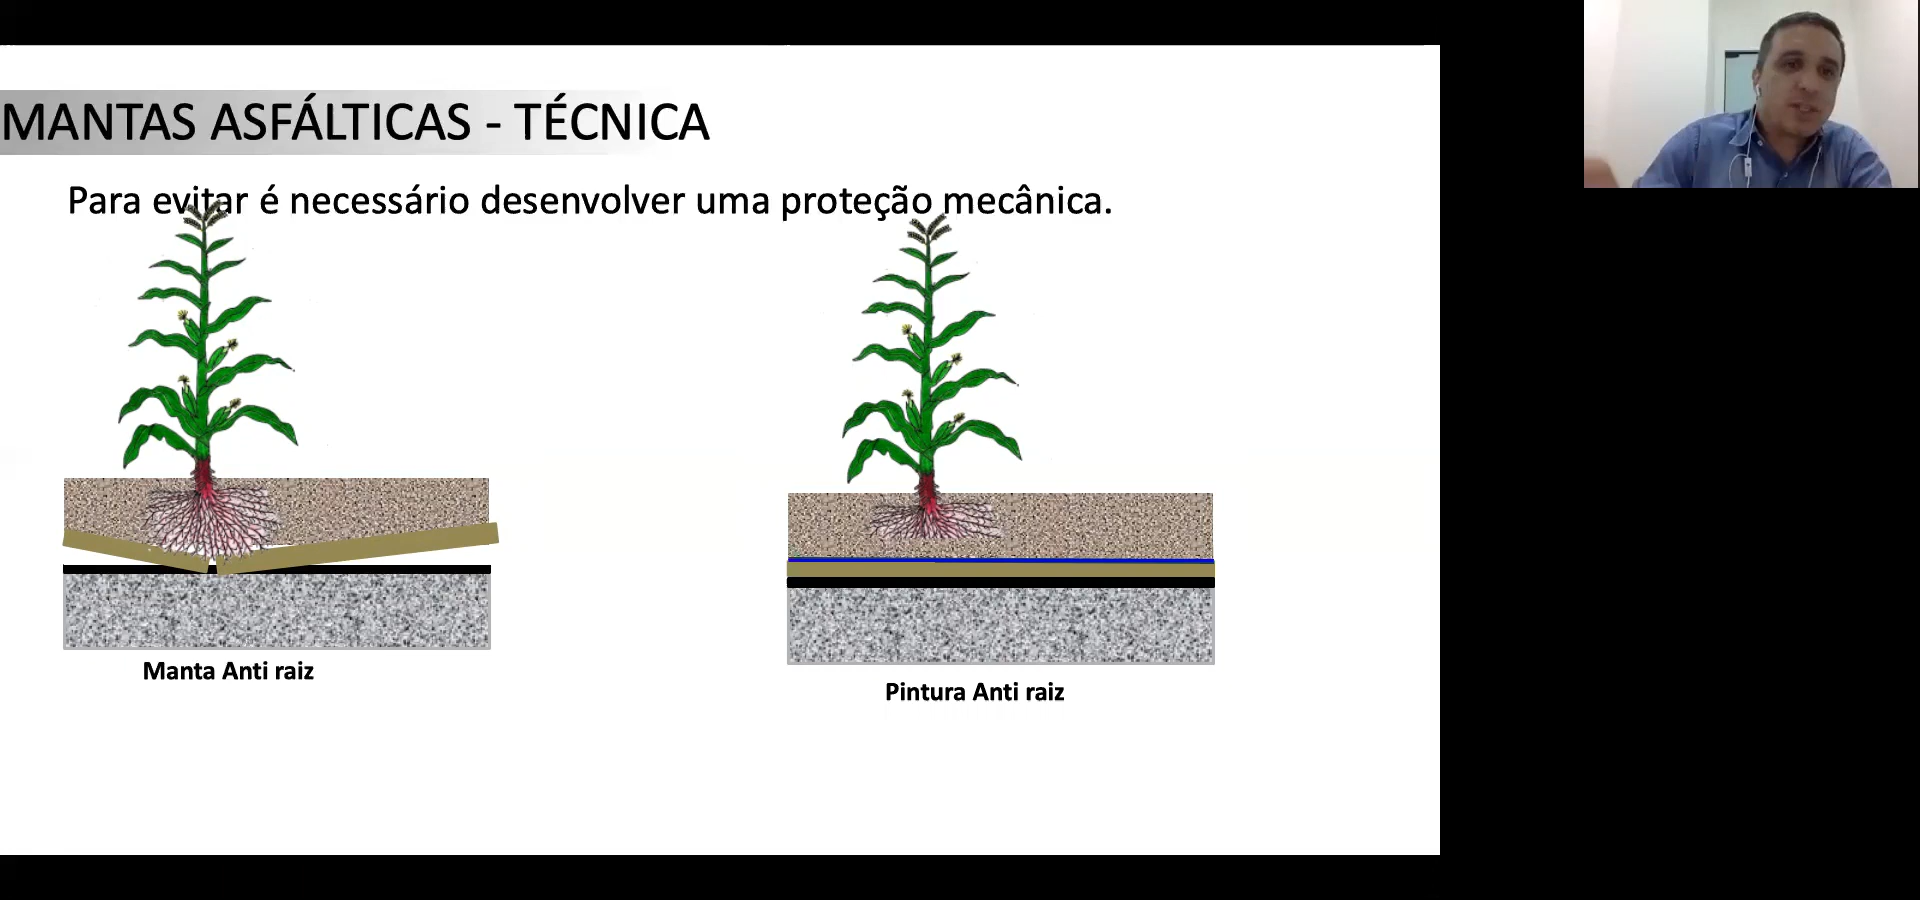 MANTAS ASFÁLTICAS - TÉCNICA
Para evitar é necessário desenvolver uma proteção mecânica.
Manta Anti raiz
Pintura Anti raiz